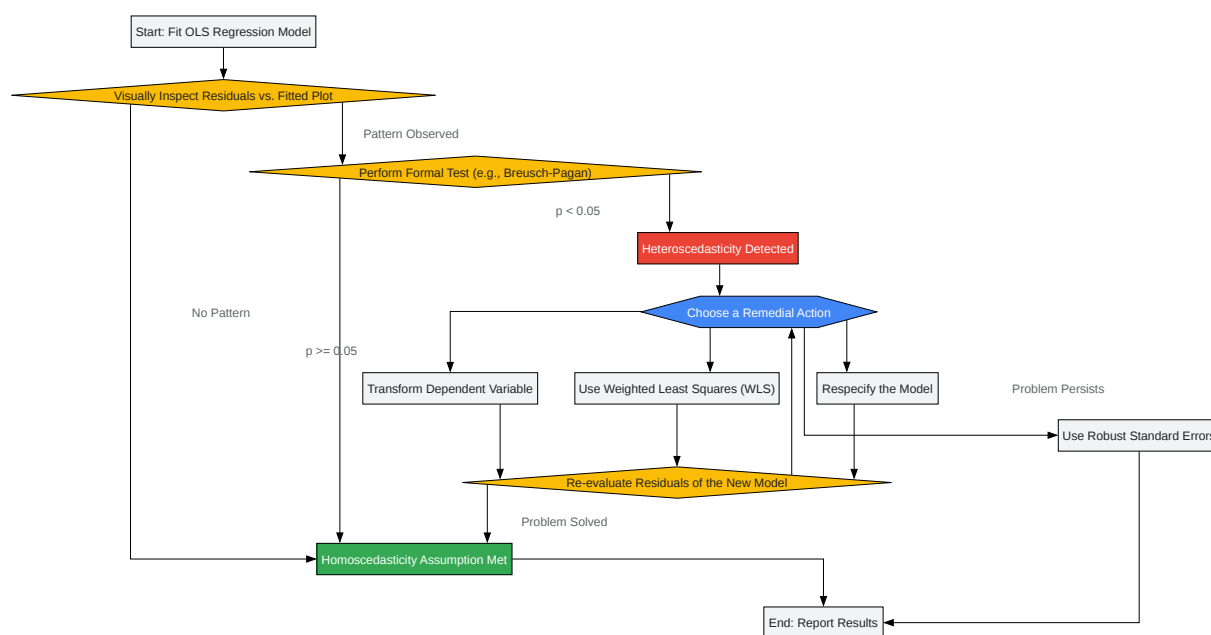 Start: Fit OLS Regression Model
Visually Inspect Residuals vs. Fitted Plot
Pattern Observed
Perform Formal Test (e.g., Breusch-Pagan)
p < 0.05
Heteroscedasticity Detected
No Pattern
Choose a Remedial Action
p >= 0.05
Transform Dependent Variable
Use Weighted Least Squares (WLS)
Respecify the Model
Problem Persists
Use Robust Standard Errors
Re-evaluate Residuals of the New Model
Problem Solved
Homoscedasticity Assumption Met
End: Report Results